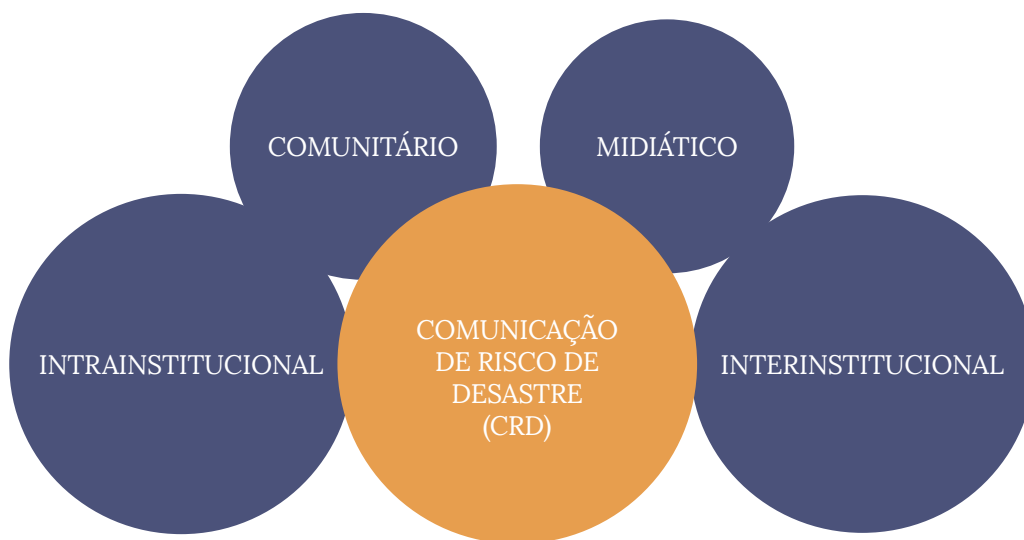 COMUNITÁRIO
MIDIÁTICO
INTRAINSTITUCIONAL
COMUNICAÇÃO
DE RISCO DE
DESASTRE
(CRD)
INTERINSTITUCIONAL